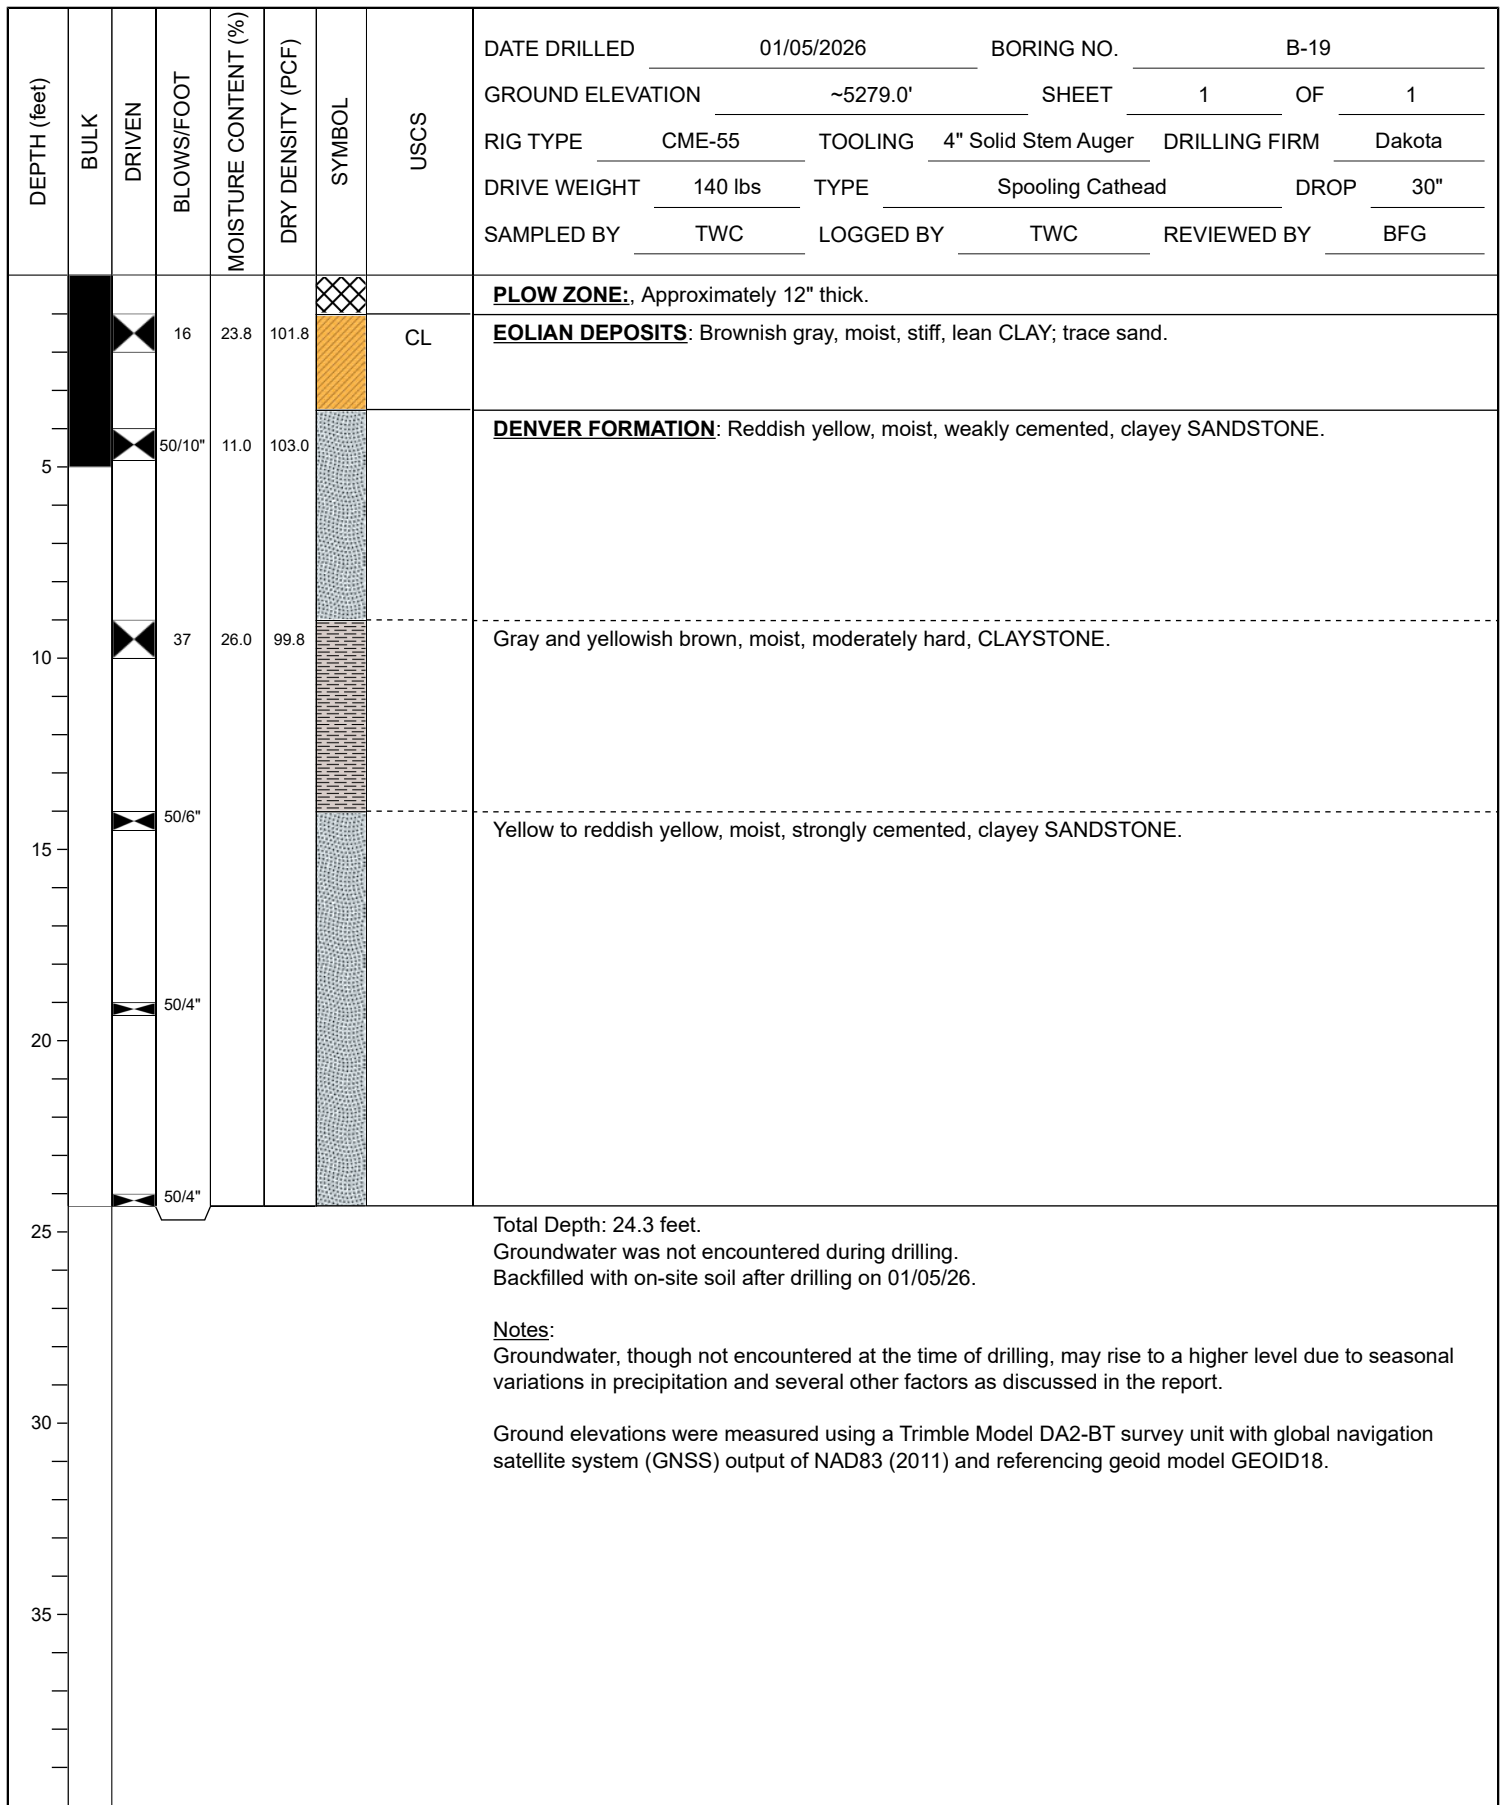 DEPTH (feet)
BULK
DRIVEN
BLOWS/FOOT
MOISTURE CONTENT (%)
DRY DENSITY (PCF)
SYMBOL
USCS
DATE DRILLED 01/05/2026 BORING NO. B-19
GROUND ELEVATION ~5279.0' SHEET 1 OF 1
RIG TYPE CME-55 TOOLING 4" Solid Stem Auger DRILLING FIRM Dakota
DRIVE WEIGHT 140 lbs TYPE Spooling Cathead DROP 30"
SAMPLED BY TWC LOGGED BY TWC REVIEWED BY BFG
PLOW ZONE:, Approximately 12" thick.
16 23.8 101.8 CL EOLIAN DEPOSITS: Brownish gray, moist, stiff, lean CLAY; trace sand.
DENVER FORMATION: Reddish yellow, moist, weakly cemented, clayey SANDSTONE.
50/10" 11.0 103.0
5
37 26.0 99.8 Gray and yellowish brown, moist, moderately hard, CLAYSTONE.
10
50/6"
Yellow to reddish yellow, moist, strongly cemented, clayey SANDSTONE.
15
50/4"
20
50/4"
Total Depth: 24.3 feet.
25
Groundwater was not encountered during drilling.
Backfilled with on-site soil after drilling on 01/05/26.
Notes:
Groundwater, though not encountered at the time of drilling, may rise to a higher level due to seasonal
variations in precipitation and several other factors as discussed in the report.
30
Ground elevations were measured using a Trimble Model DA2-BT survey unit with global navigation
satellite system (GNSS) output of NAD83 (2011) and referencing geoid model GEOID18.
35